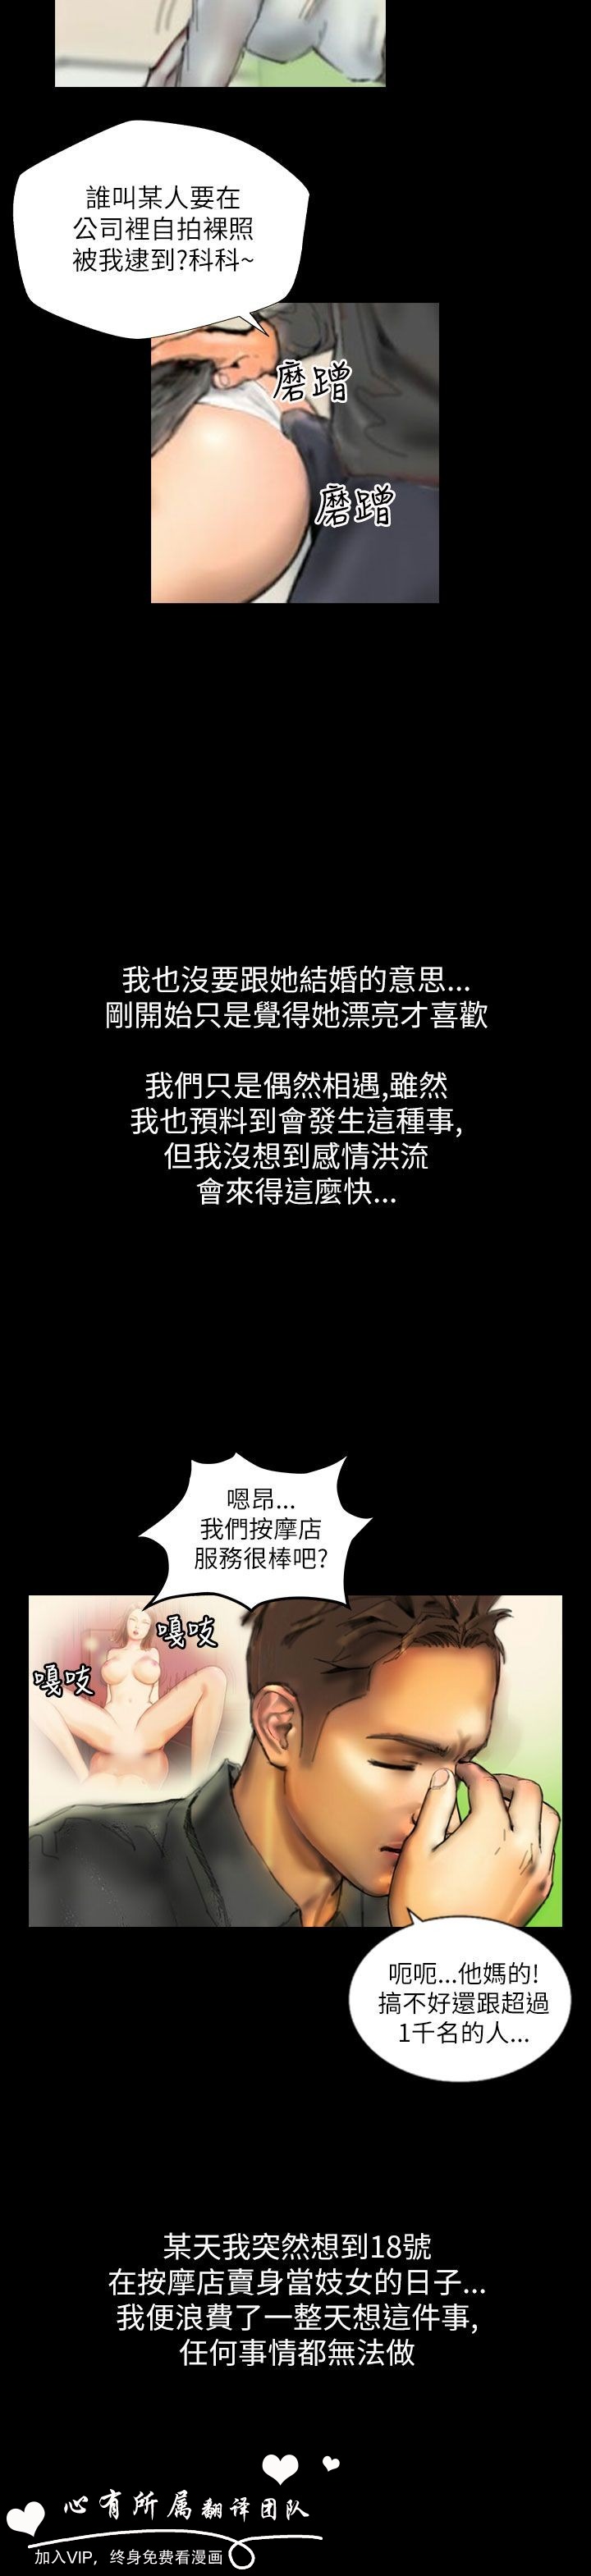 誰叫某人要在
公司裡自拍裸照
被我逮到?科科~
磨蹭
磨蹭
我也沒要跟她結婚的意思...
剛開始只是覺得她漂亮才喜歡
我們只是偶然相遇,雖然
我也預料到會發生這種事,
但我沒想到感情洪流
會來得這麼快...
嗯昂...
我們按摩店
服務很棒吧?
嘎吱
嘎吱
呃呃...他媽的!
搞不好還跟超過
1千名的人...
某天我突然想到18號
在按摩店賣身當妓女的日子...
我便浪費了一整天想這件事,
任何事情都無法做
心有所属翻译团队
加入VIP，终身免费看漫画